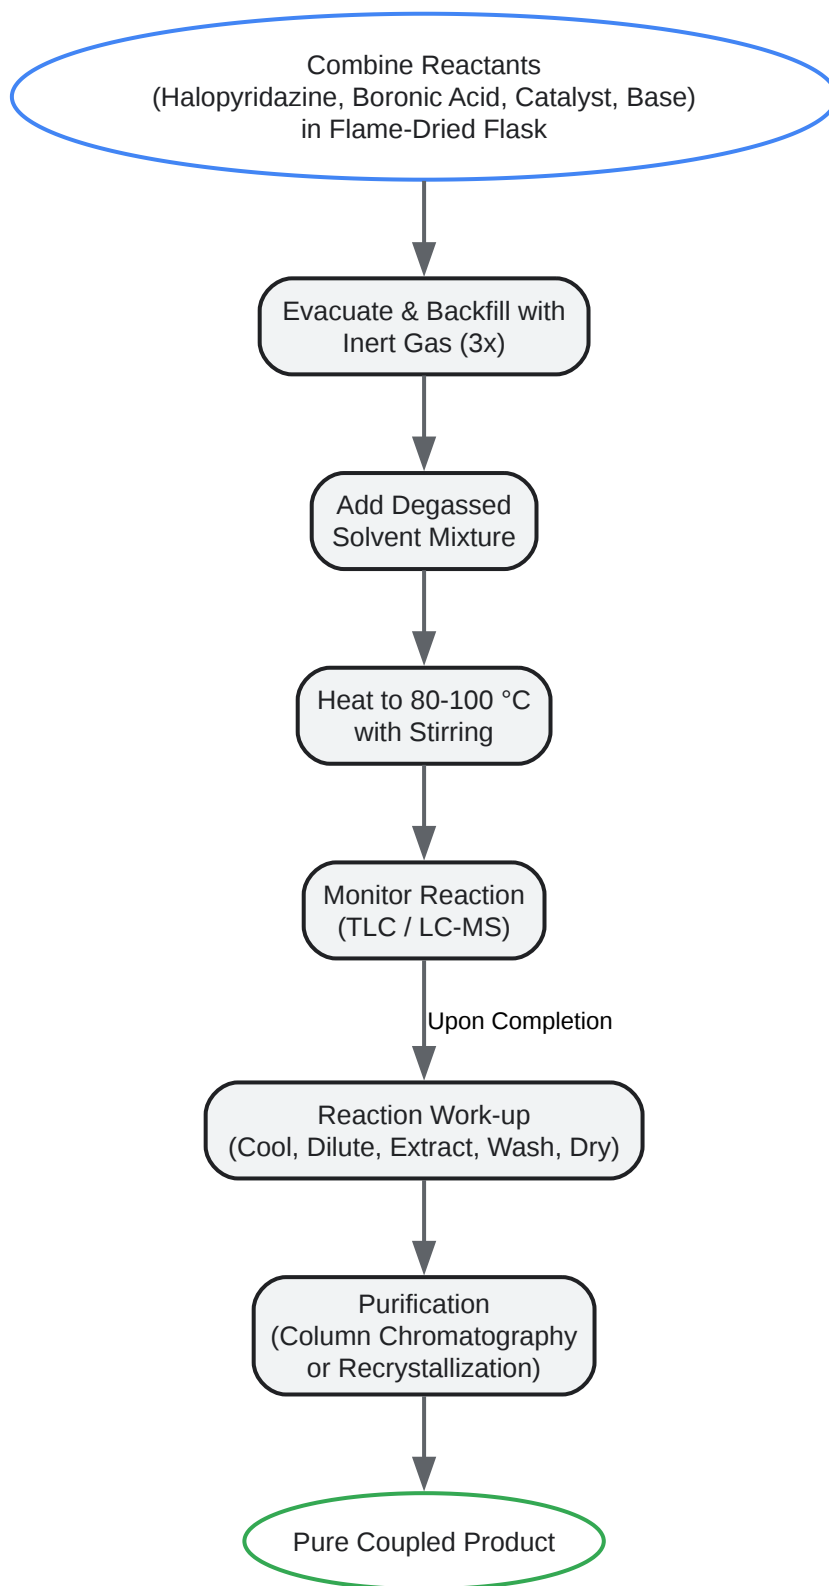 Combine Reactants
(Halopyridazine, Boronic Acid, Catalyst, Base)
in Flame-Dried Flask
Evacuate & Backfill with
Inert Gas (3x)
Add Degassed
Solvent Mixture
Heat to 80-100 °C
with Stirring
Monitor Reaction
(TLC / LC-MS)
Upon Completion
Reaction Work-up
(Cool, Dilute, Extract, Wash, Dry)
Purification
(Column Chromatography
or Recrystallization)
Pure Coupled Product